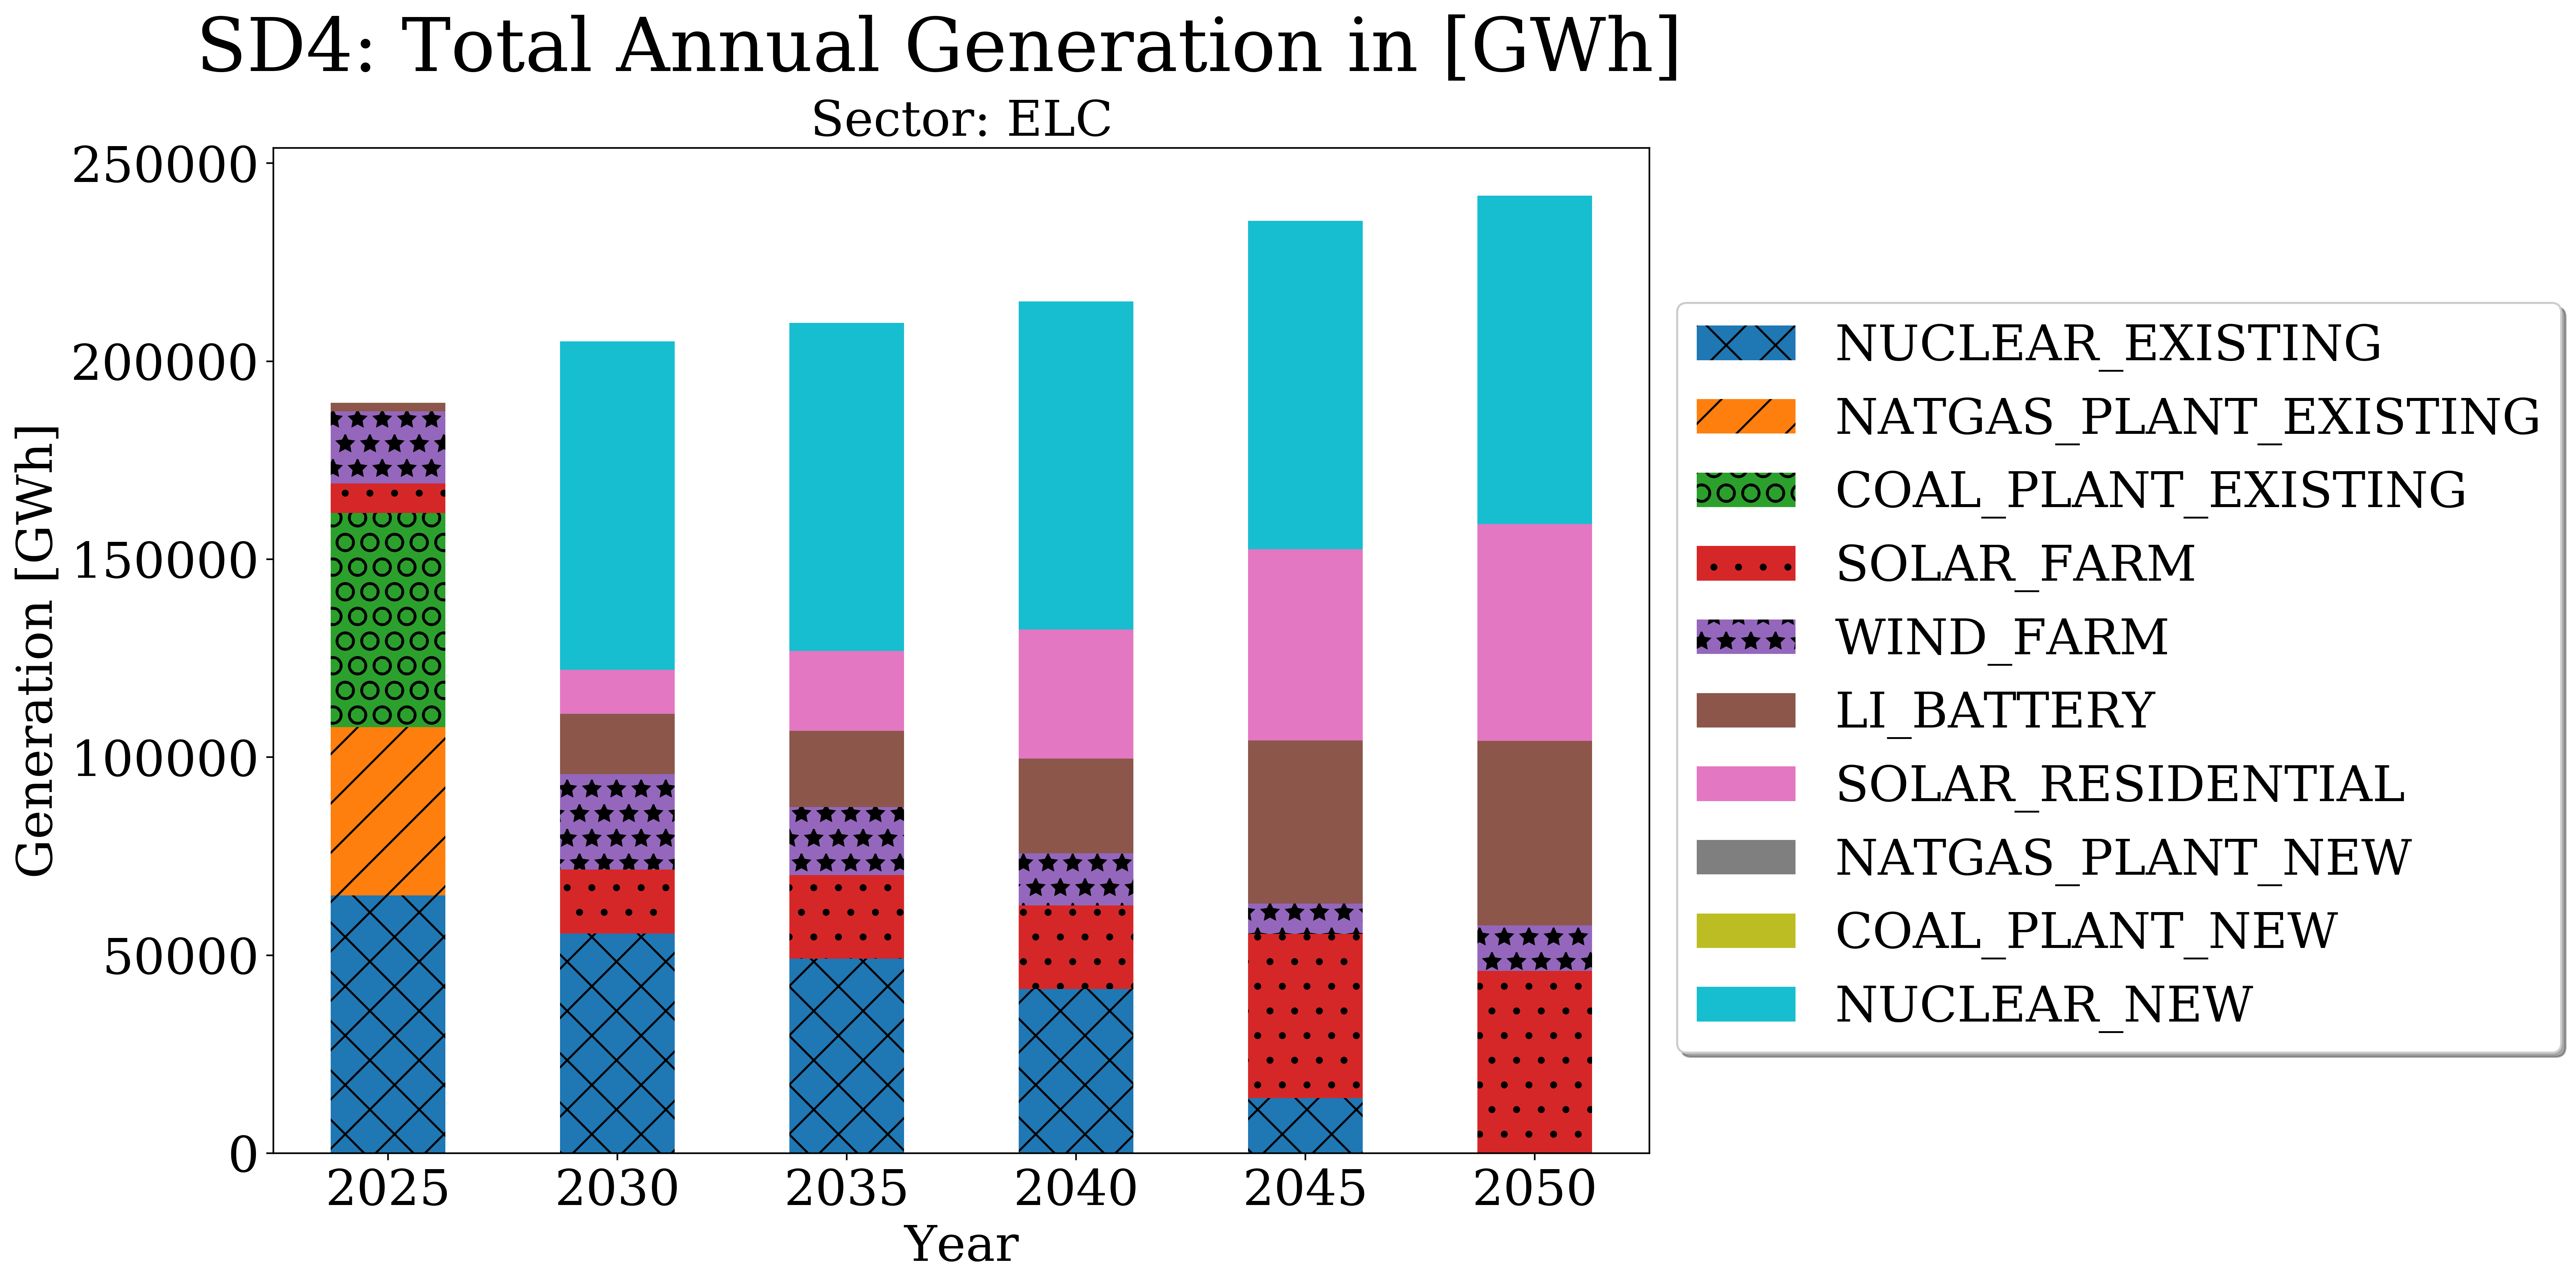 SD4: Total Annual Generation in [GWh]
Sector: ELC
Generation [GWh]
250000
200000
150000
100000
50000
0
2025 2030 2035 2040 2045 2050
Year
NUCLEAR_EXISTING
NATGAS_PLANT_EXISTING
COAL_PLANT_EXISTING
SOLAR_FARM
WIND_FARM
LI_BATTERY
SOLAR_RESIDENTIAL
NATGAS_PLANT_NEW
COAL_PLANT_NEW
NUCLEAR_NEW